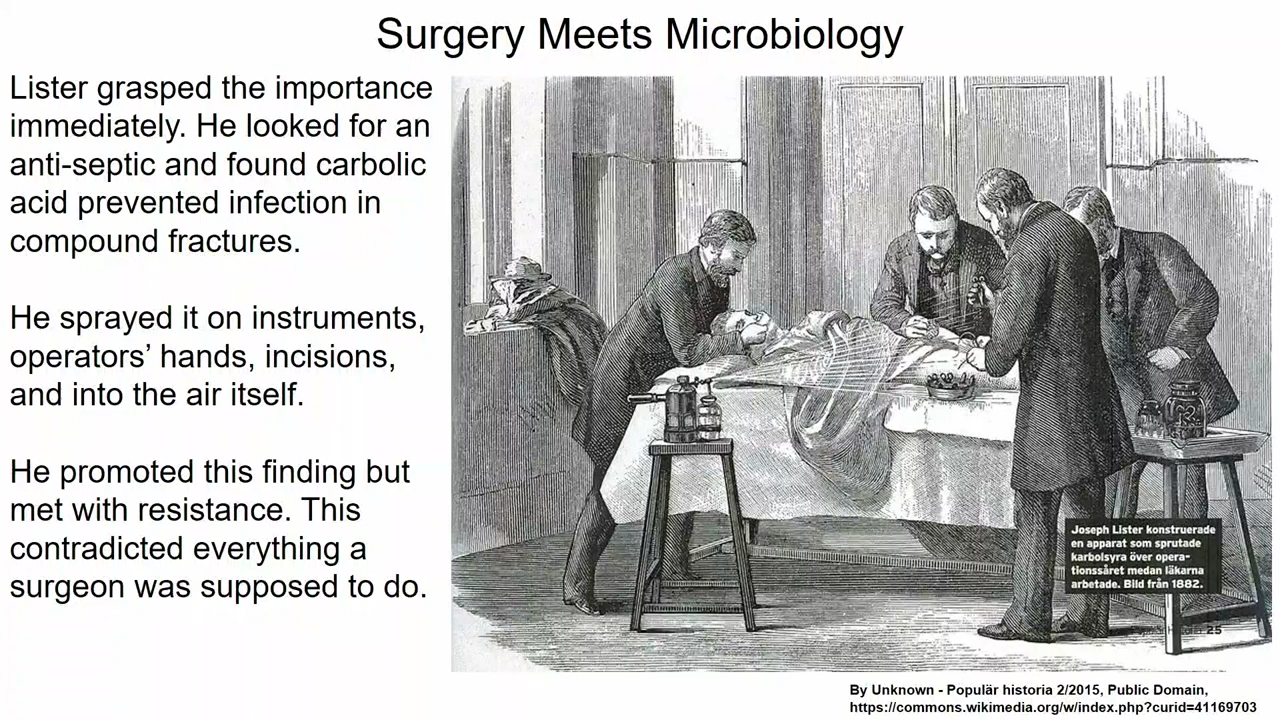 Surgery Meets Microbiology
Lister grasped the importance
immediately. He looked for an
anti-septic and found carbolic
acid prevented infection in
compound fractures.
He sprayed it on instruments,
operators’ hands, incisions,
and into the air itself.
He promoted this finding but
met with resistance. This
contradicted everything a
surgeon was supposed to do.
Joseph Lister konstruerade
en apparat som sprutade
karbolsyra över opera-
tionssåret medan läkarna
arbetade. Bild från 1882.
25
By Unknown - Populär historia 2/2015, Public Domain,
https://commons.wikimedia.org/w/index.php?curid=41169703